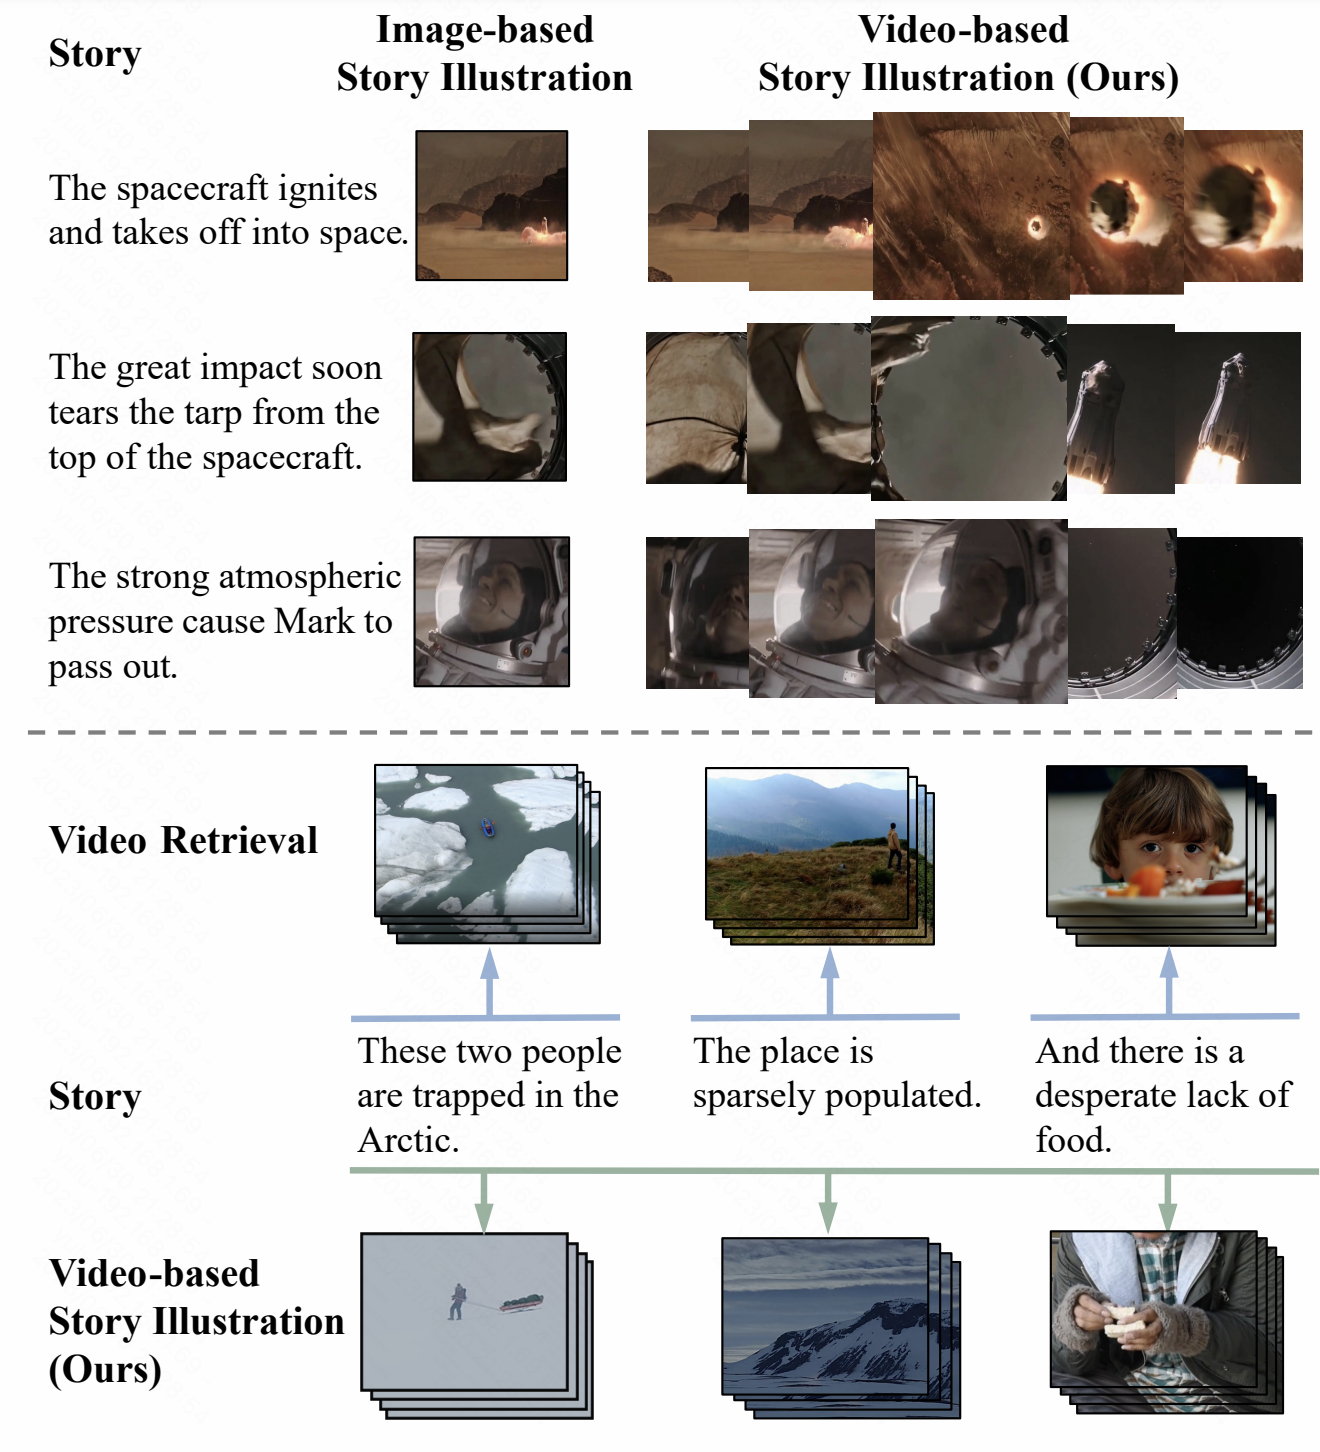 Story
Image-based
Story Illustration
Video-based
Story Illustration (Ours)
The spacecraft ignites
and takes off into space.
The great impact soon
tears the tarp from the
top of the spacecraft.
The strong atmospheric
pressure cause Mark to
pass out.
Video Retrieval
Story
These two people
are trapped in the
Arctic.
The place is
sparsely populated.
And there is a
desperate lack of
food.
Video-based
Story Illustration
(Ours)